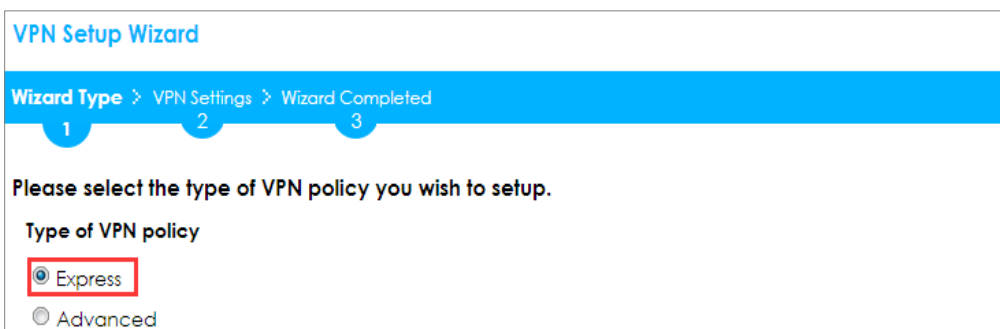 VPN Setup Wizard
Wizard Type > VPN Settings > Wizard Completed
1 2 3
Please select the type of VPN policy you wish to setup.
Type of VPN policy
Express
Advanced